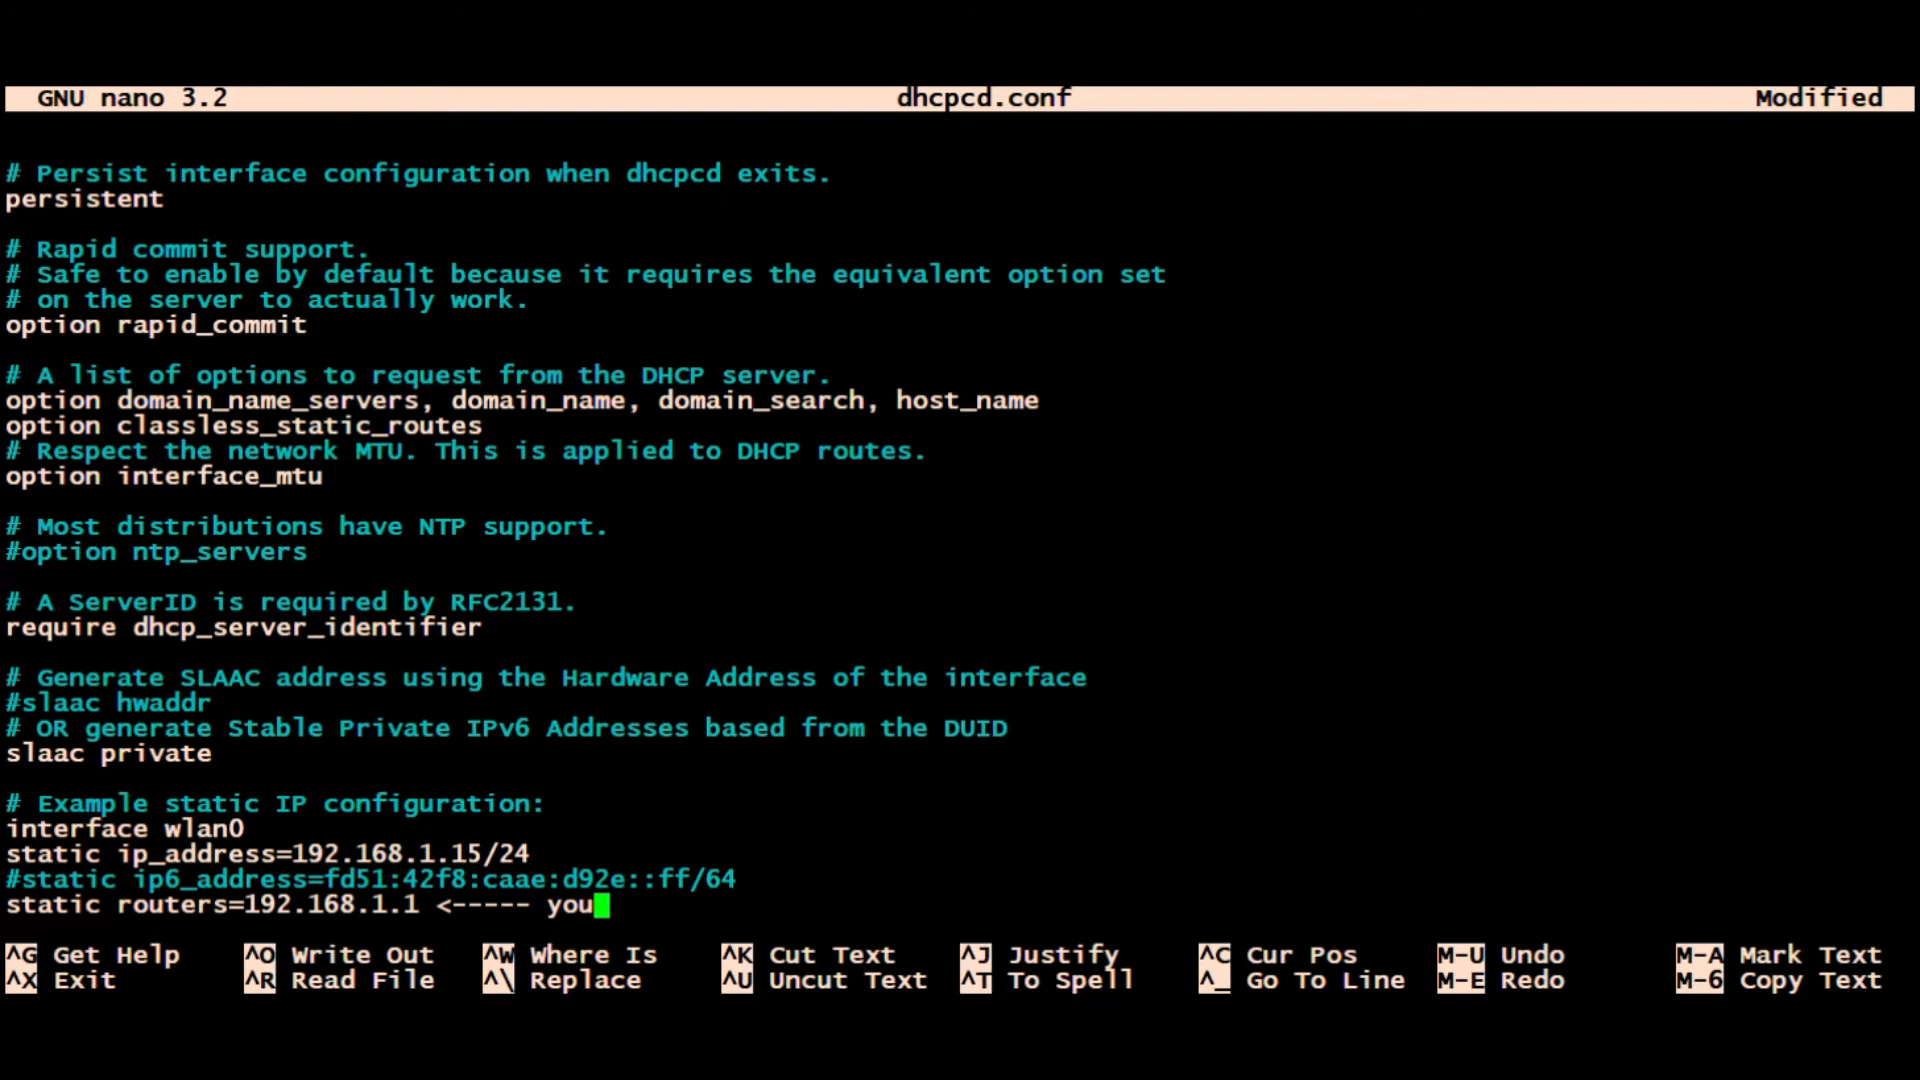 GNU nano 3.2 dhcpcd.conf Modified
# Persist interface configuration when dhcpcd exits.
persistent
# Rapid commit support.
# Safe to enable by default because it requires the equivalent option set
# on the server to actually work.
option rapid_commit
# A list of options to request from the DHCP server.
option domain_name_servers, domain_name, domain_search, host_name
option classless_static_routes
# Respect the network MTU. This is applied to DHCP routes.
option interface_mtu
# Most distributions have NTP support.
#option ntp_servers
# A ServerID is required by RFC2131.
require dhcp_server_identifier
# Generate SLAAC address using the Hardware Address of the interface
#slaac hwaddr
# OR generate Stable Private IPv6 Addresses based from the DUID
slaac private
# Example static IP configuration:
interface wlan0
static ip_address=192.168.1.15/24
#static ip6_address=fd51:42f8:caae:d92e::ff/64
static routers=192.168.1.1 <----- you
^G Get Help ^O Write Out ^W Where Is ^K Cut Text ^J Justify ^C Cur Pos M-U Undo M-A Mark Text
^X Exit ^R Read File ^\ Replace ^U Uncut Text ^T To Spell ^_ Go To Line M-E Redo M-6 Copy Text